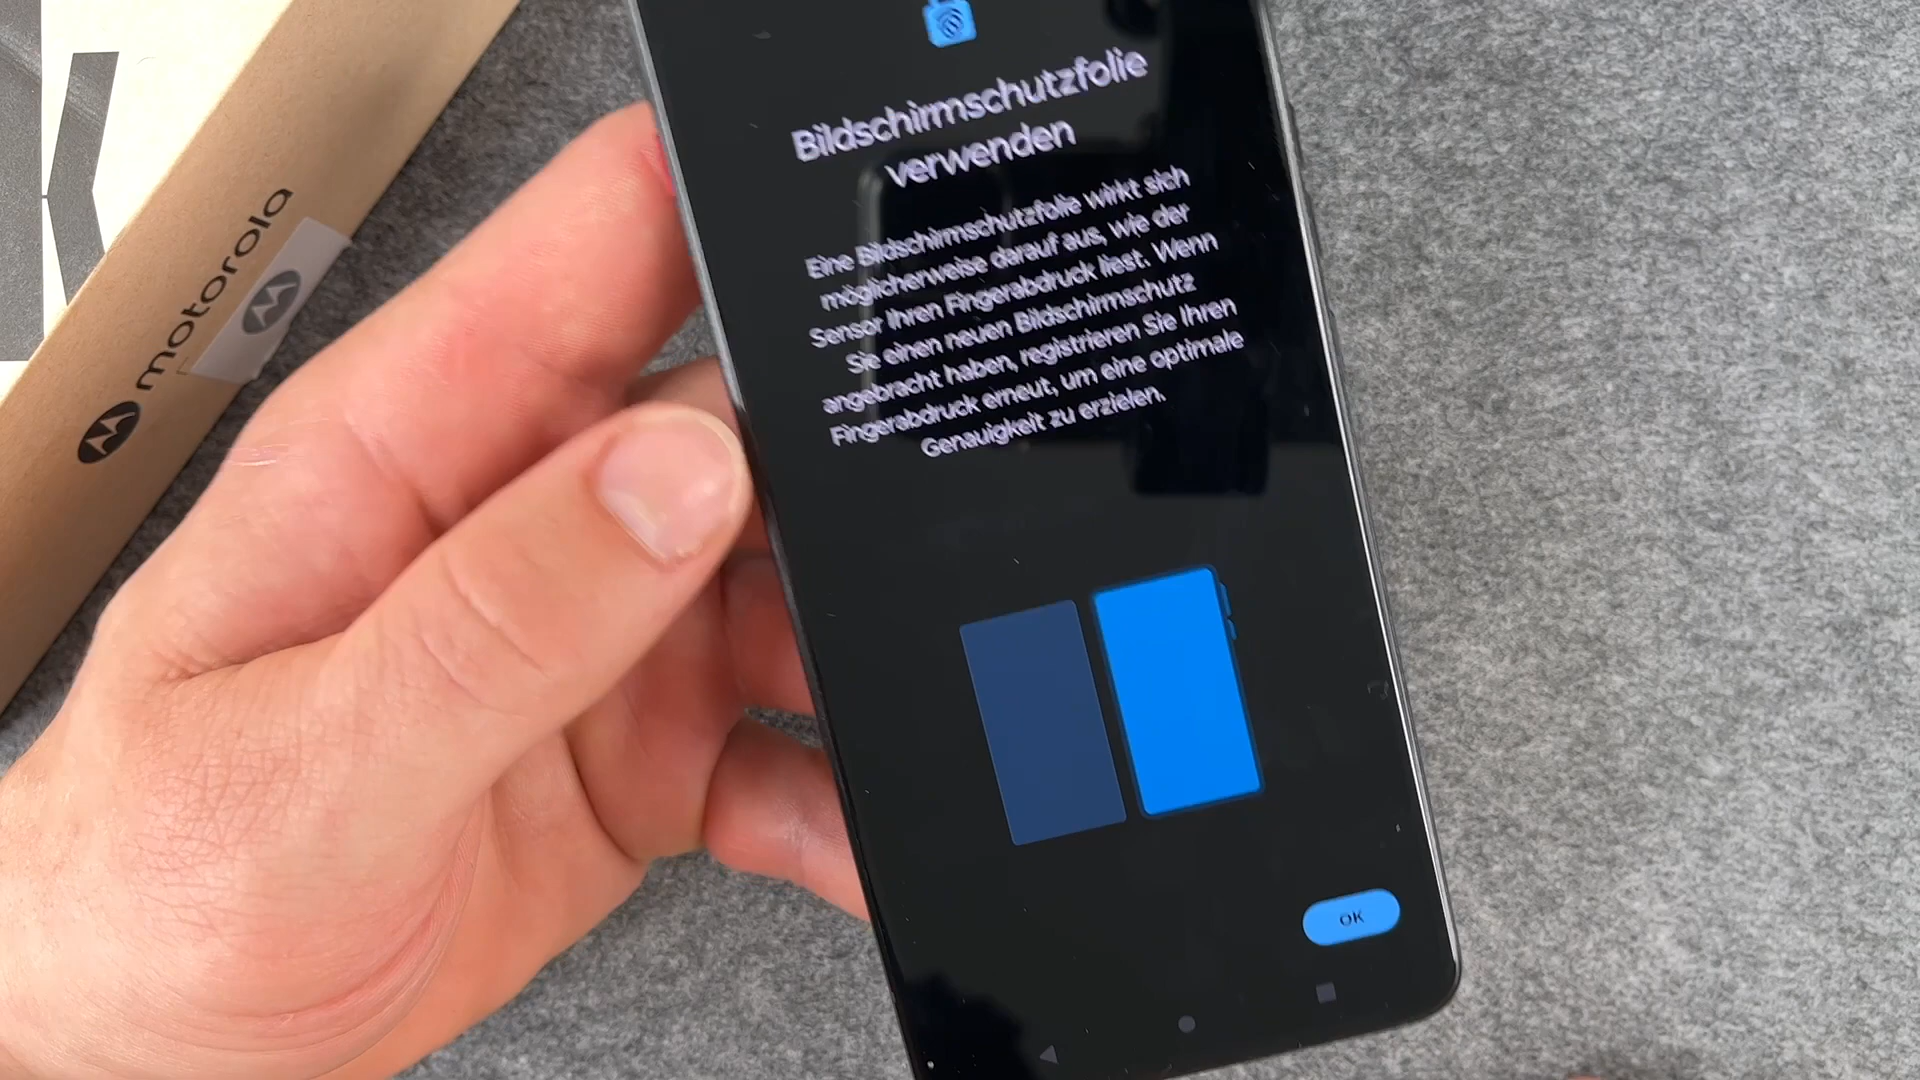 motorola
Bildschirmschutzfolie
verwenden
Eine Bildschirmschutzfolie wirkt sich
möglicherweise darauf aus, wie der
Sensor Ihren Fingerabdruck liest. Wenn
Sie einen neuen Bildschirmschutz
angebracht haben, registrieren Sie Ihren
Fingerabdruck erneut, um eine optimale
Genauigkeit zu erzielen.
OK